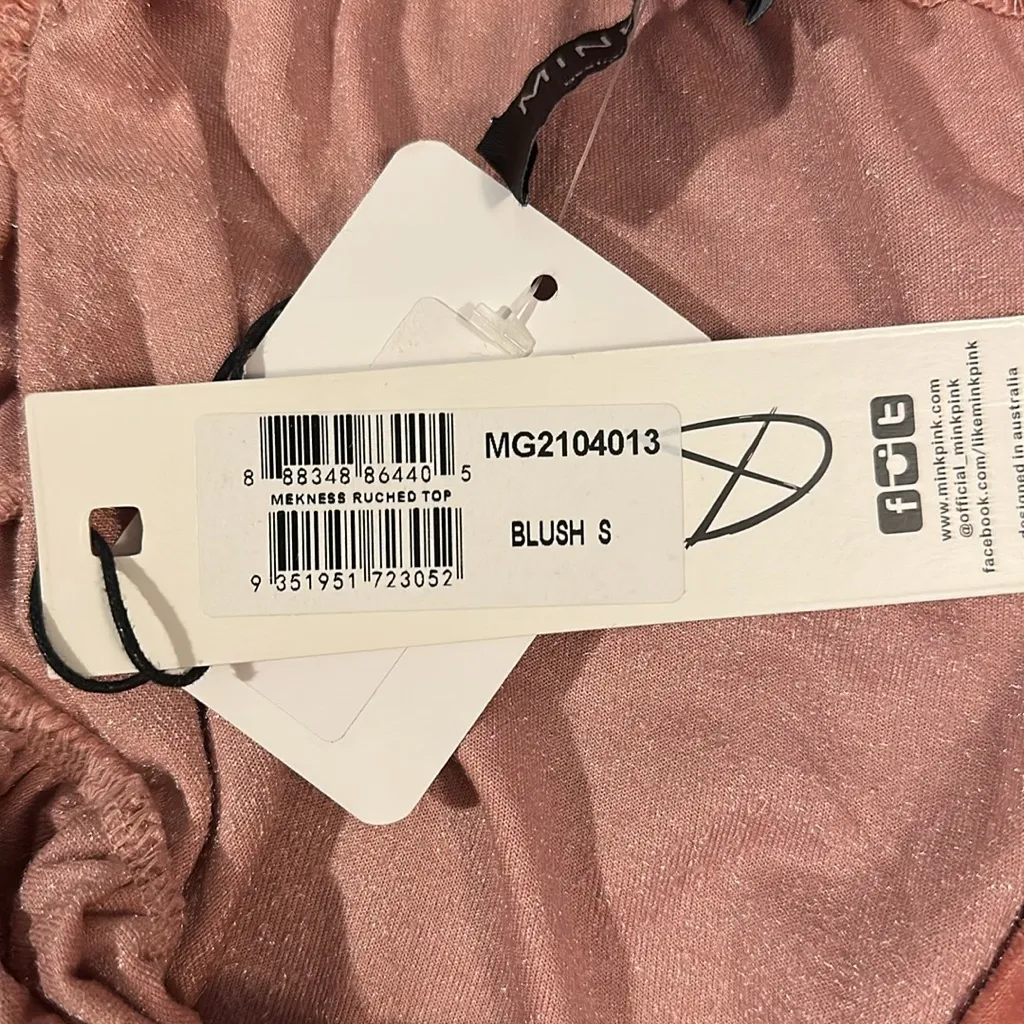 MIN
8 88348 86440 5
MG2104013
MEKNESS RUCHED TOP
BLUSH S
9 351951 723052
www.minkpink.com
@official_minkpink
facebook.com/likeminkpink
designed in australia